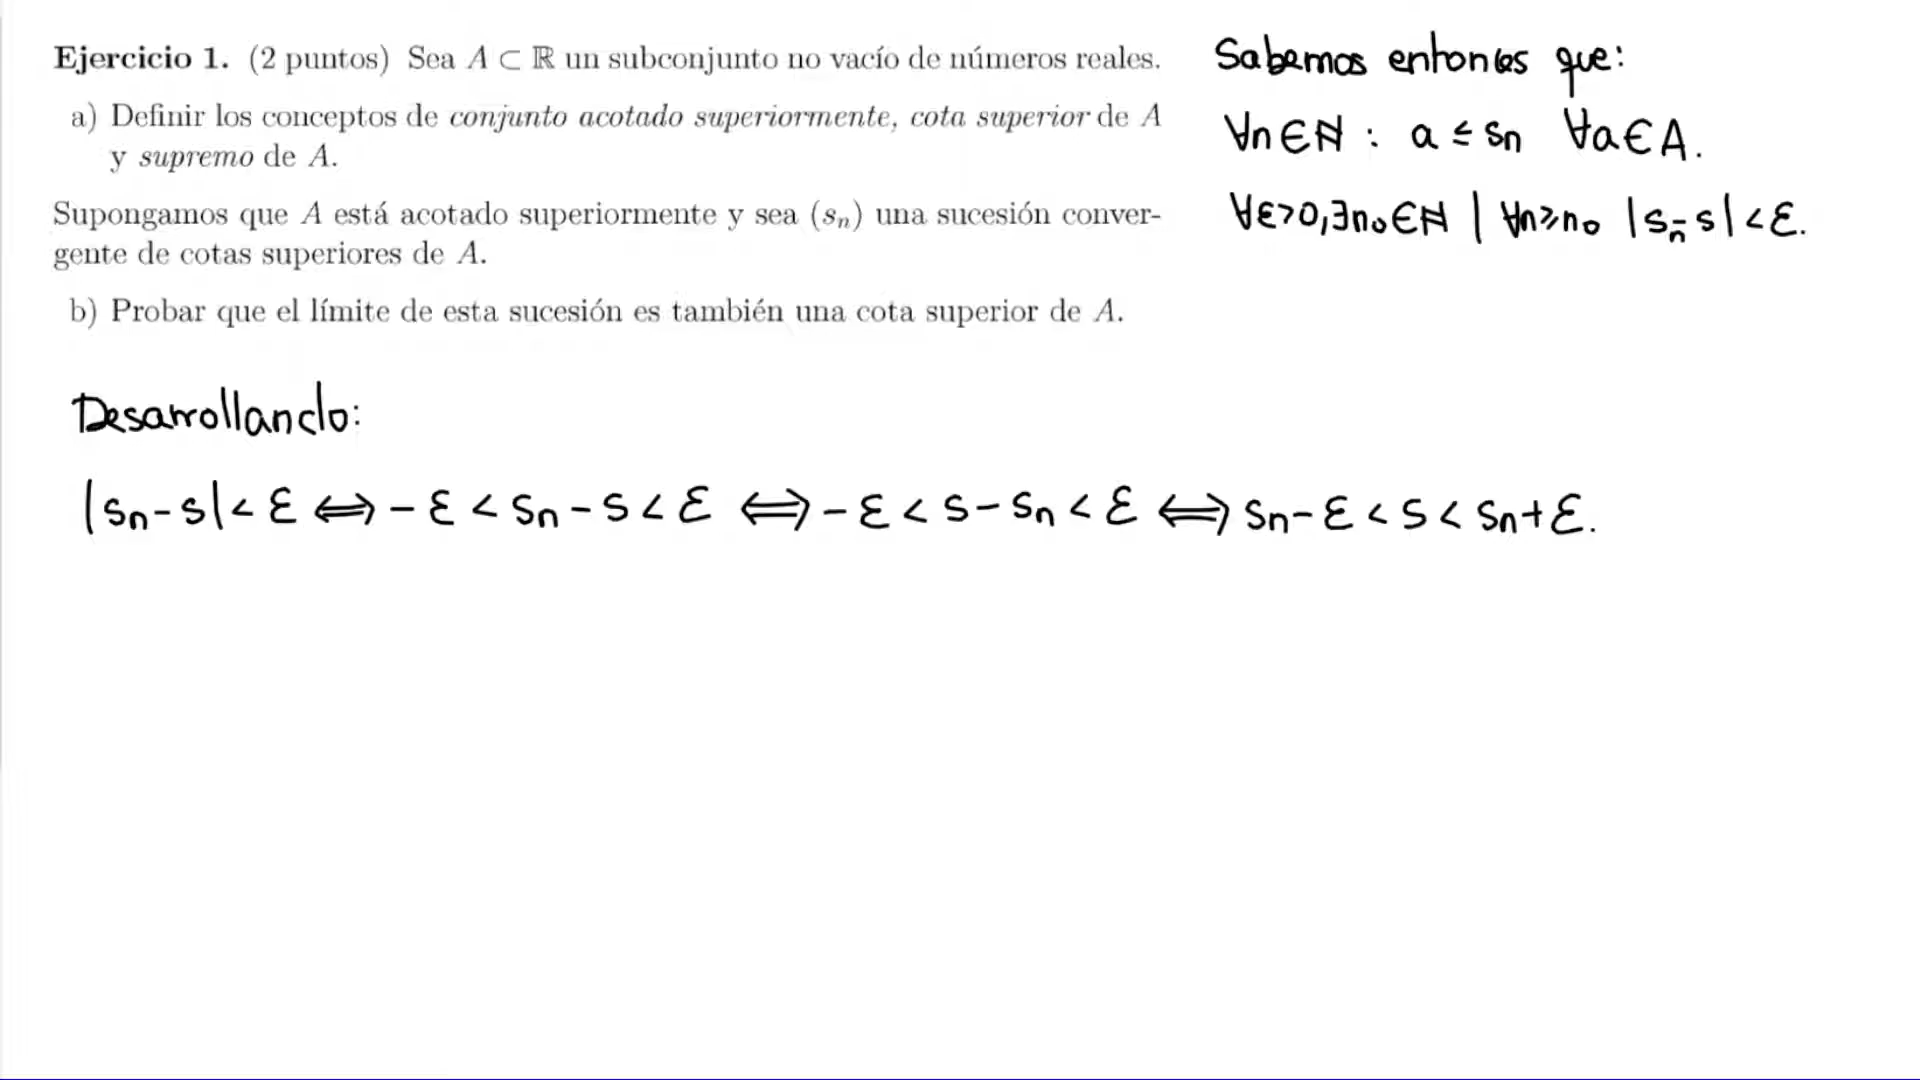 Ejercicio 1. (2 puntos) Sea A ⊂ ℝ un subconjunto no vacío de números reales.
a) Definir los conceptos de conjunto acotado superiormente, cota superior de A
y supremo de A.
Supongamos que A está acotado superiormente y sea (sₙ) una sucesión conver-
gente de cotas superiores de A.
b) Probar que el límite de esta sucesión es también una cota superior de A.
Sabemos entonces que:
∀n∈ℕ : a ≤ sₙ ∀a∈A.
∀ε>0, ∃n₀∈ℕ | ∀n≥n₀ |sₙ-s|<ε.
Desarrollando:
|sₙ-s|<ε ⟺ -ε<sₙ-s<ε ⟺ -ε<s-sₙ<ε ⟺ sₙ-ε<s<sₙ+ε.